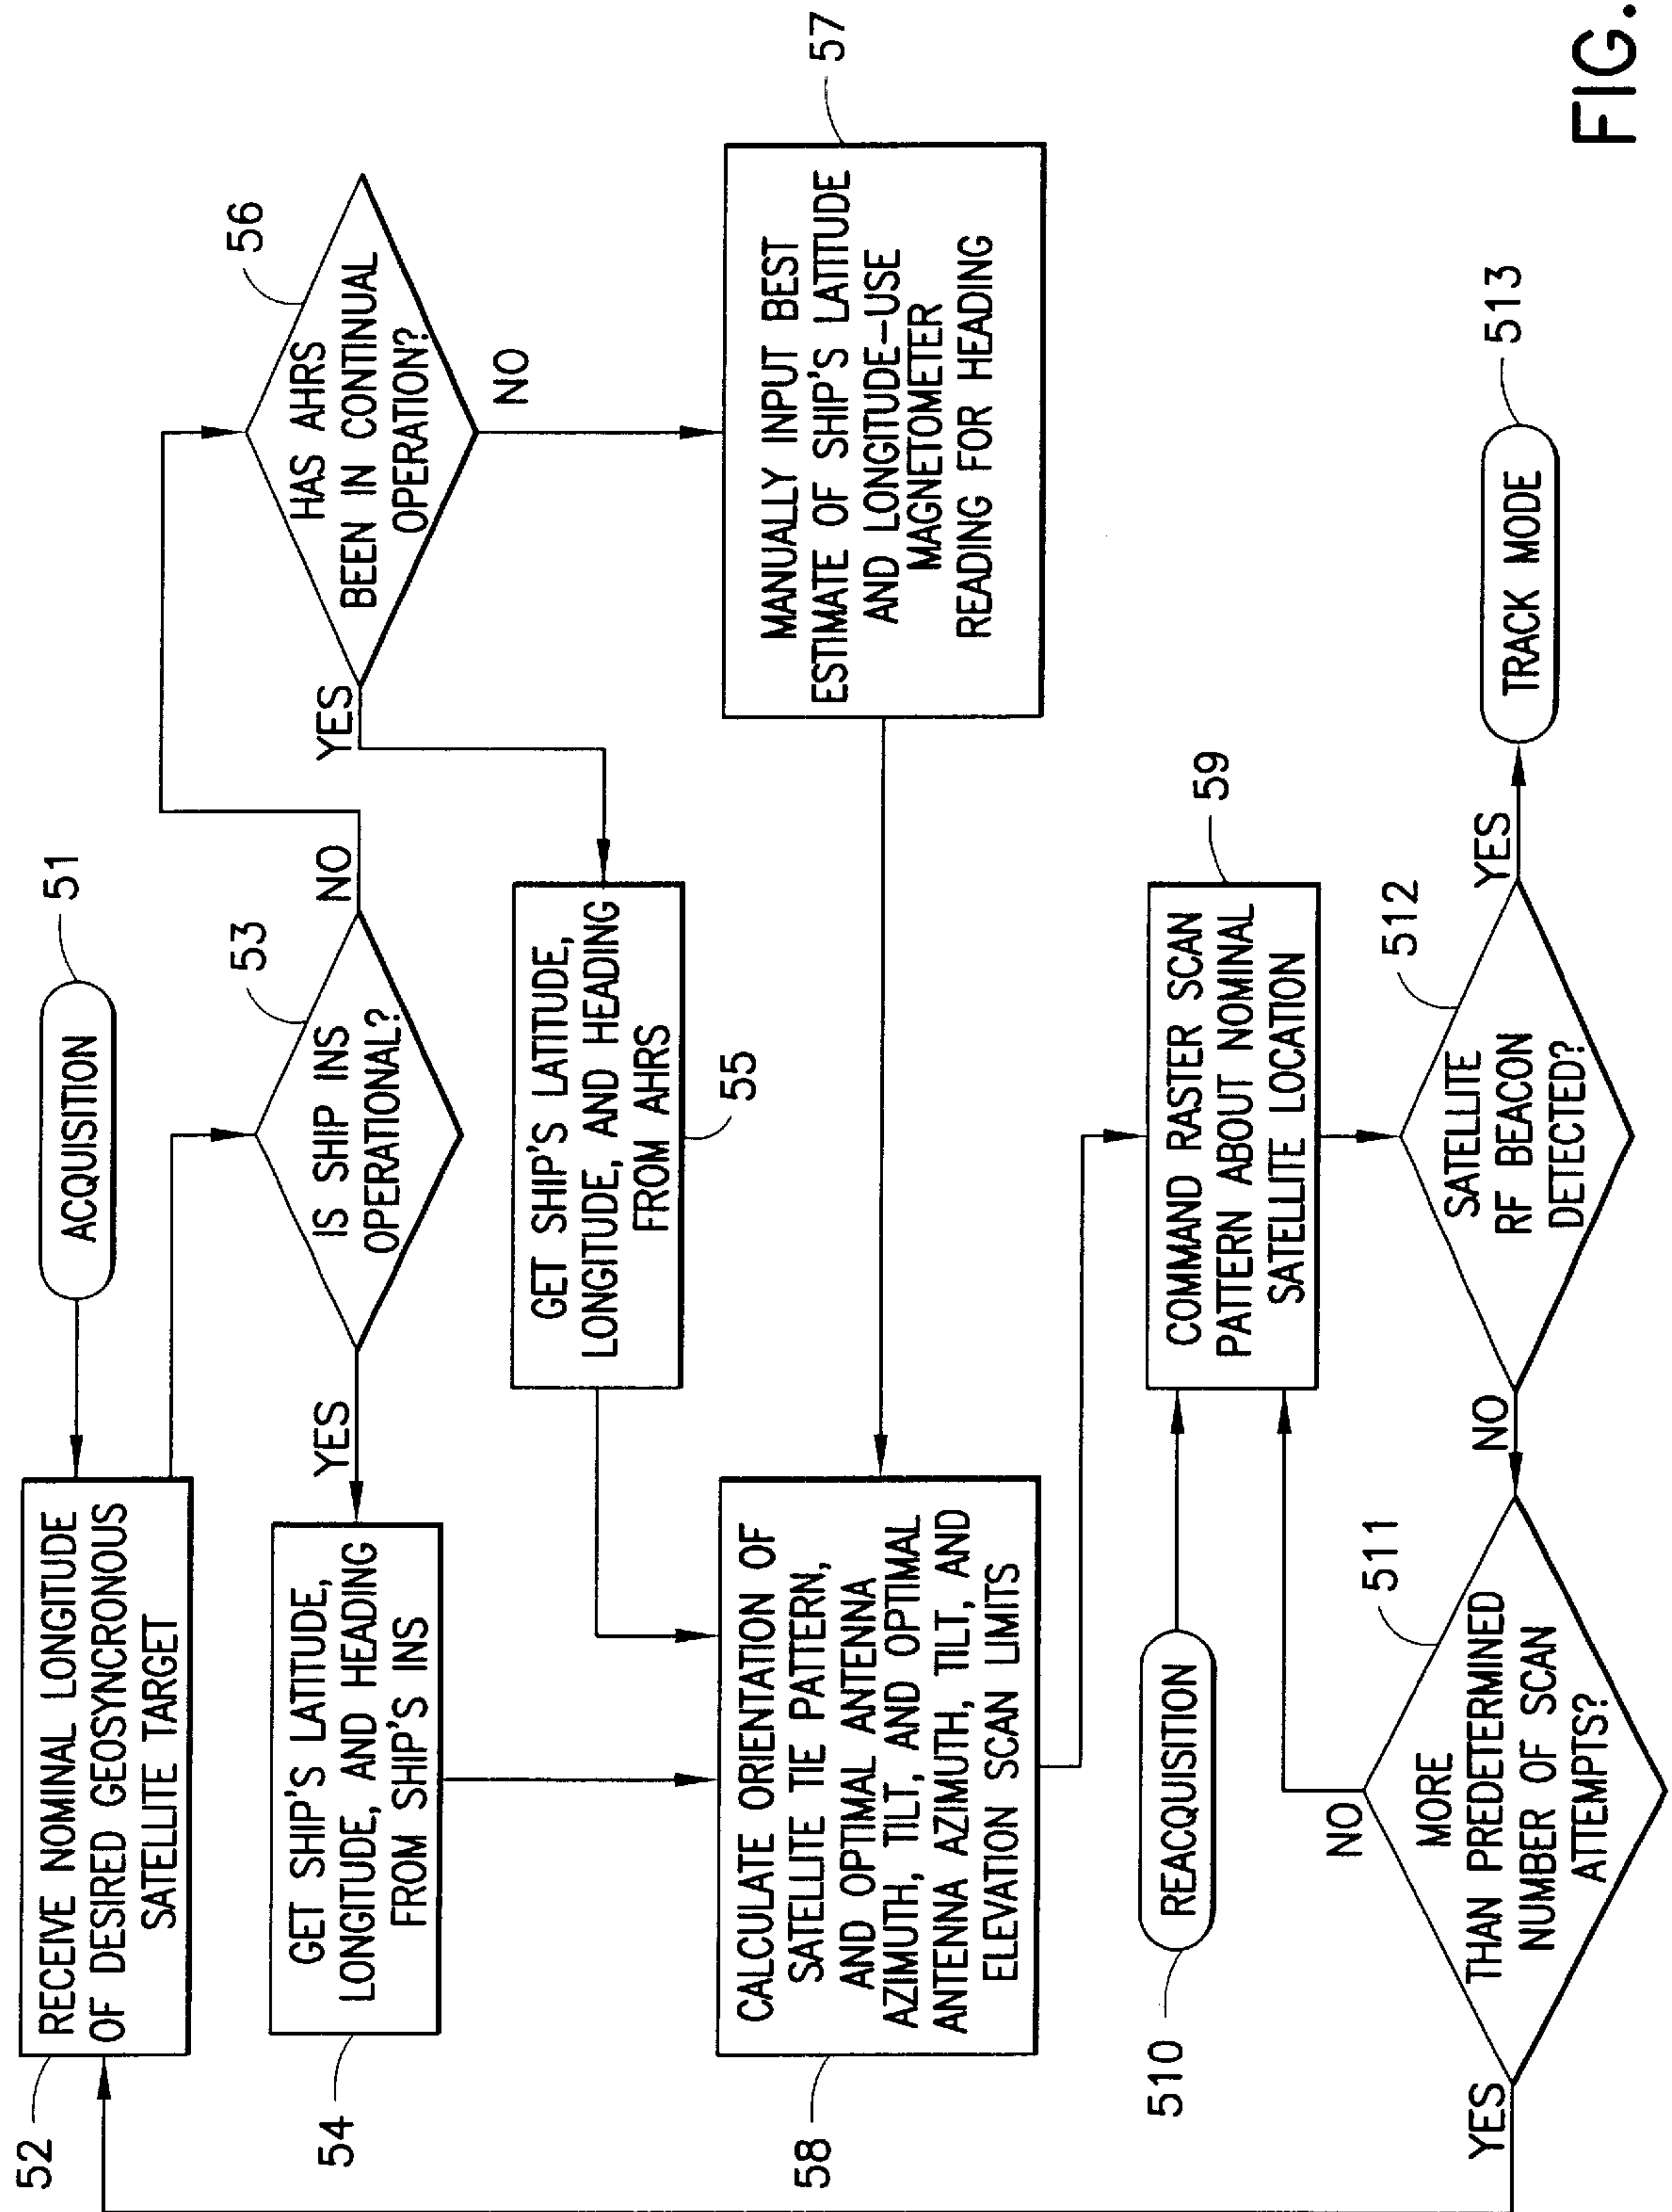 51
ACQUISITION
52
RECEIVE NOMINAL LONGITUDE
OF DESIRED GEOSYNCRONOUS
SATELLITE TARGET
53
IS SHIP INS
OPERATIONAL?
YES
NO
54
GET SHIP'S LATITUDE,
LONGITUDE, AND HEADING
FROM SHIP'S INS
56
HAS AHRS
BEEN IN CONTINUAL
OPERATION?
YES
NO
GET SHIP'S LATITUDE,
LONGITUDE, AND HEADING
FROM AHRS
55
57
MANUALLY INPUT BEST
ESTIMATE OF SHIP'S LATITUDE
AND LONGITUDE-USE
MAGNETOMETER
READING FOR HEADING
58
CALCULATE ORIENTATION OF
SATELLITE TIE PATTERN,
AND OPTIMAL ANTENNA
AZIMUTH, TILT, AND OPTIMAL
ANTENNA AZIMUTH, TILT, AND
ELEVATION SCAN LIMITS
59
COMMAND RASTER SCAN
PATTERN ABOUT NOMINAL
SATELLITE LOCATION
510
REACQUISITION
511
MORE
THAN PREDETERMINED
NUMBER OF SCAN
ATTEMPTS?
YES
NO
512
SATELLITE
RF BEACON
DETECTED?
NO
YES
513
TRACK MODE
FIG.